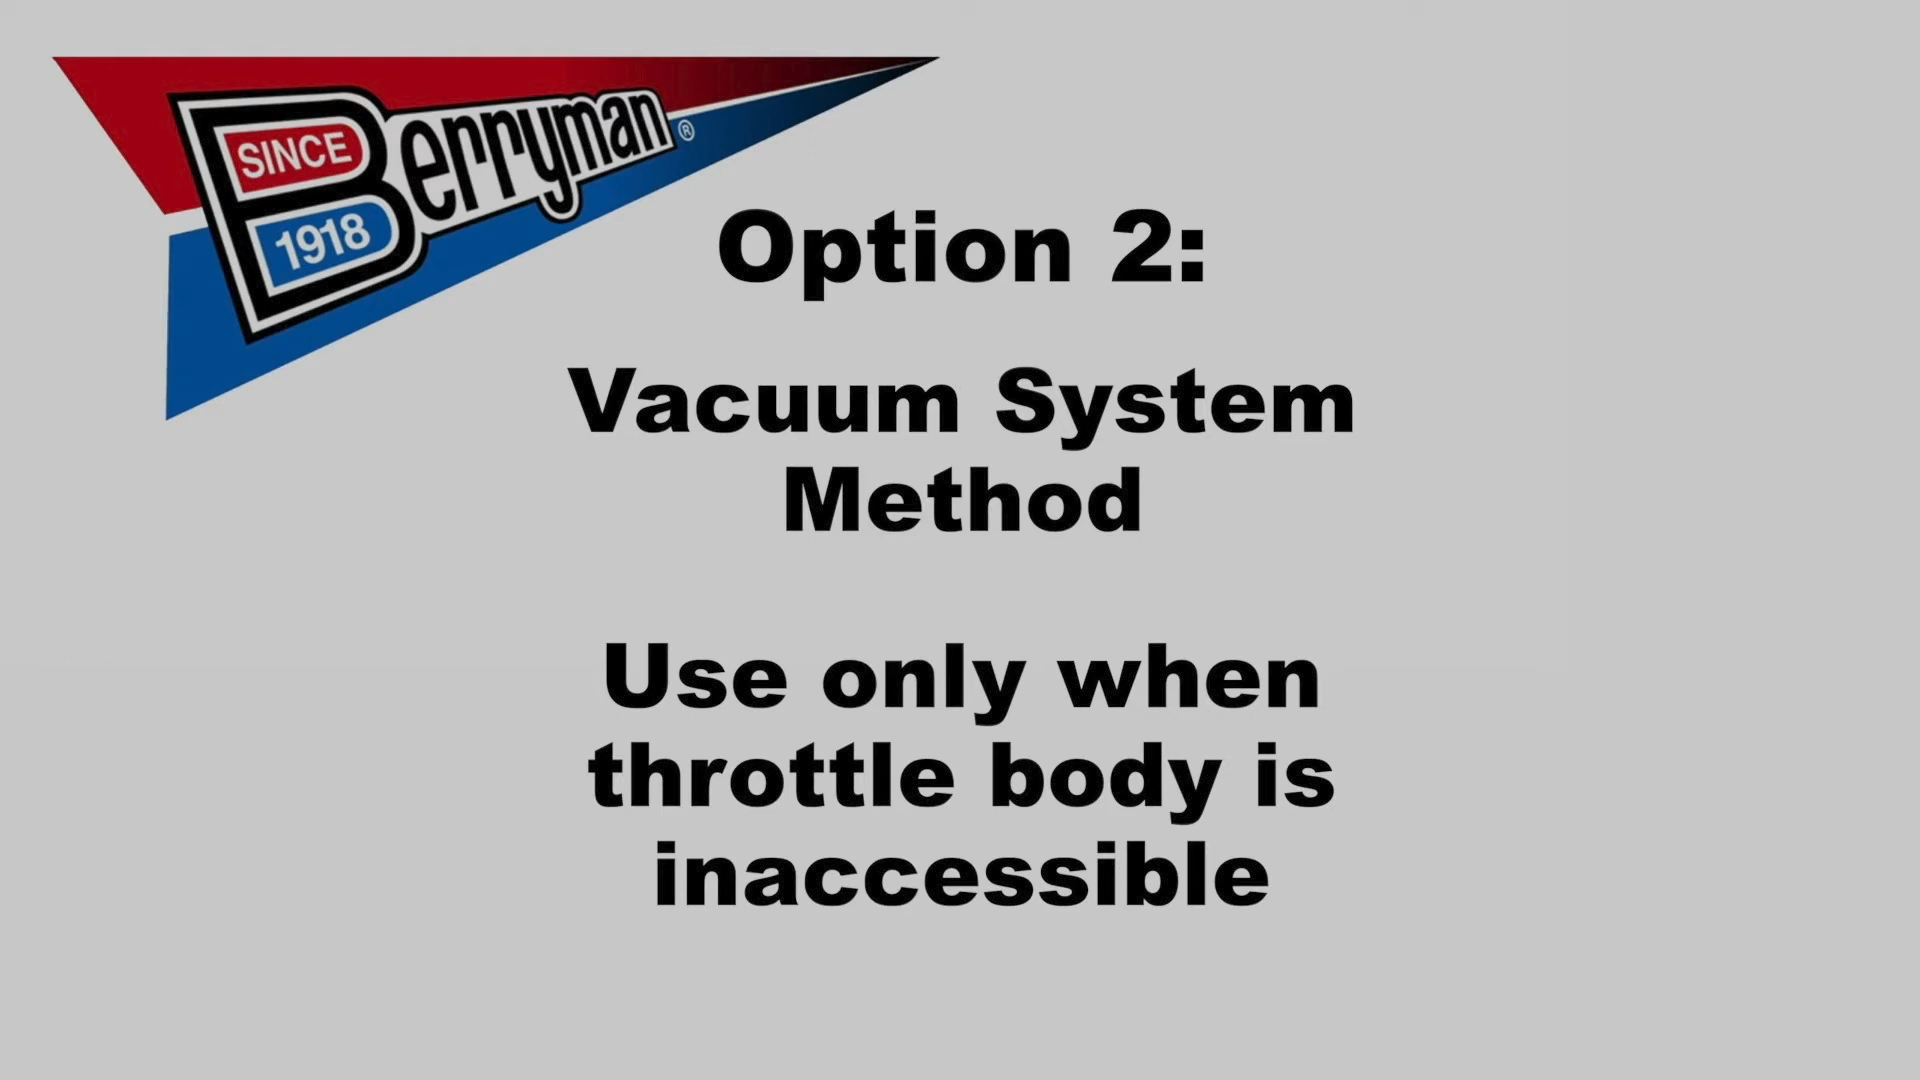 SINCE
1918
Berryman®
Option 2:
Vacuum System
Method
Use only when
throttle body is
inaccessible